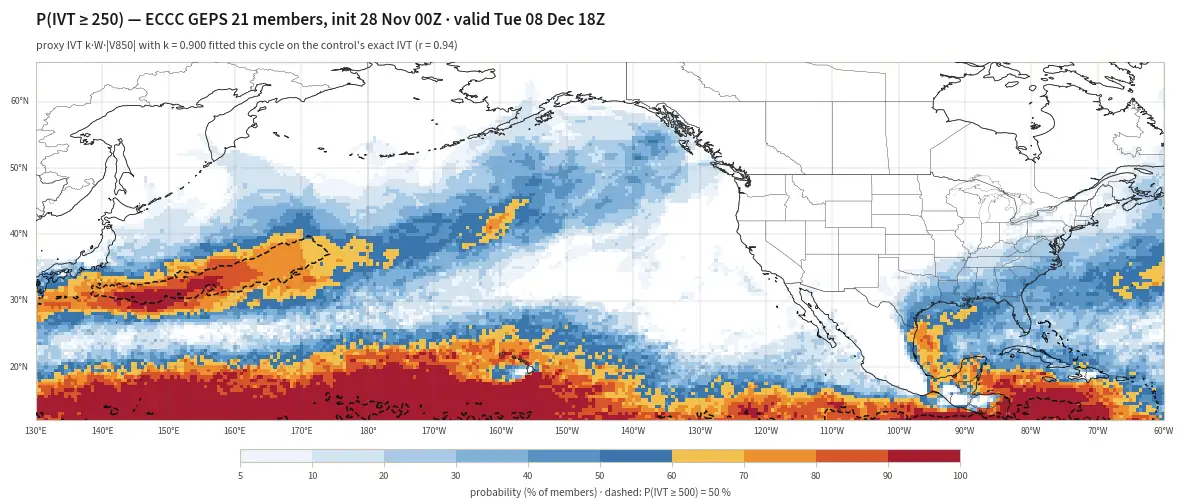 P(IVT ≥ 250) — ECCC GEPS 21 members, init 28 Nov 00Z · valid Tue 08 Dec 18Z
proxy IVT k·W·|V850| with k = 0.900 fitted this cycle on the control's exact IVT (r = 0.94)
60°N
50°N
40°N
30°N
20°N
130°E 140°E 150°E 160°E 170°E 180° 170°W 160°W 150°W 140°W 130°W 120°W 110°W 100°W 90°W 80°W 70°W 60°W
5 10 20 30 40 50 60 70 80 90 100
probability (% of members) · dashed: P(IVT ≥ 500) = 50 %